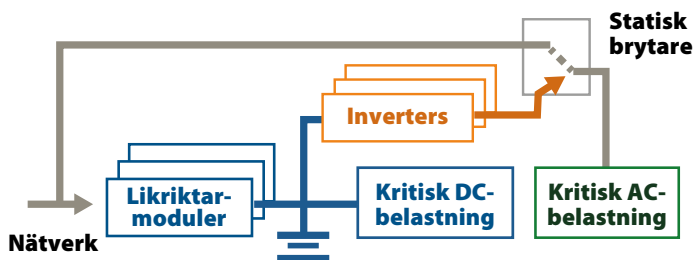 Statisk
brytare
Inverters
Likriktar-
moduler
Kritisk DC-
belastning
Kritisk AC-
belastning
Nätverk